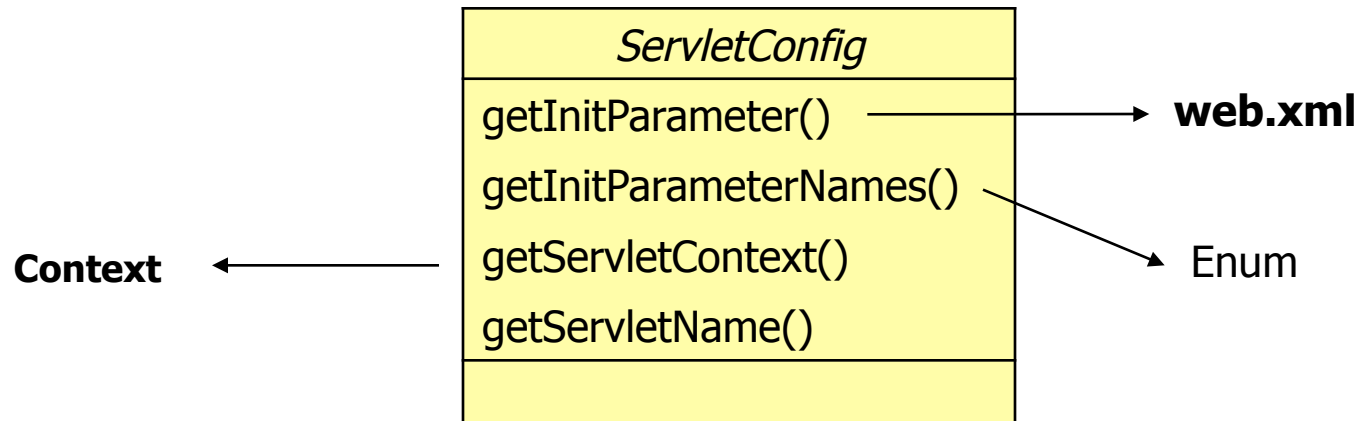 ServletConfig
getInitParameter()
web.xml
getInitParameterNames()
Context
getServletContext()
Enum
getServletName()